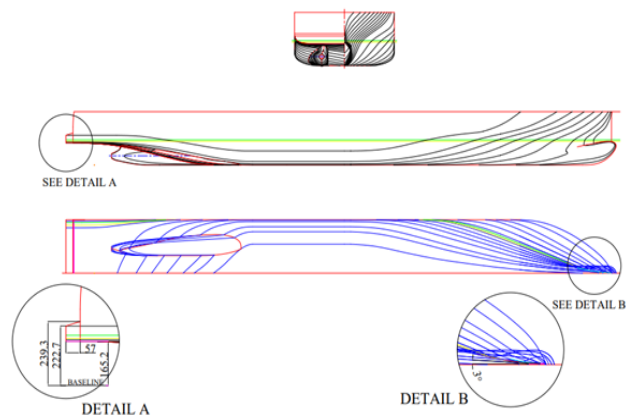 SEE DETAIL A
SEE DETAIL B
239.3
222.7
.57
165.2
BASELINE
3°
DETAIL A
DETAIL B